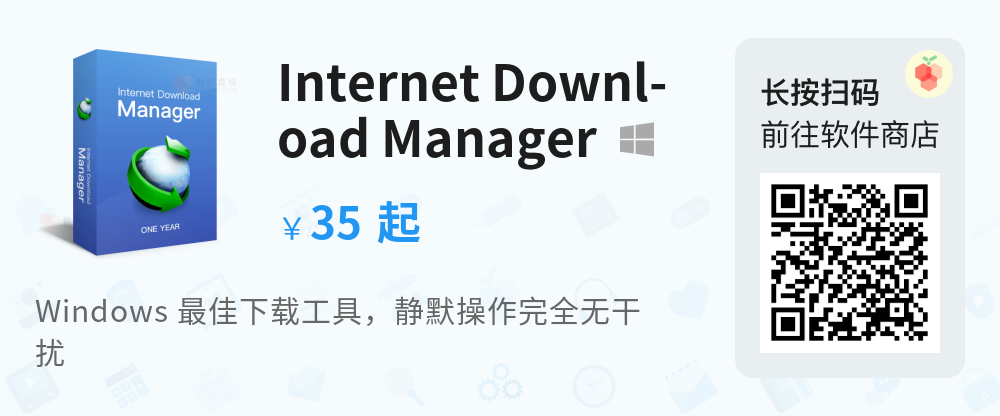 Internet Download
Manager
Internet Download
Manager
ONE YEAR
Internet Downl-
oad Manager
¥ 35 起
Windows 最佳下载工具，静默操作完全无干
扰
长按扫码
前往软件商店